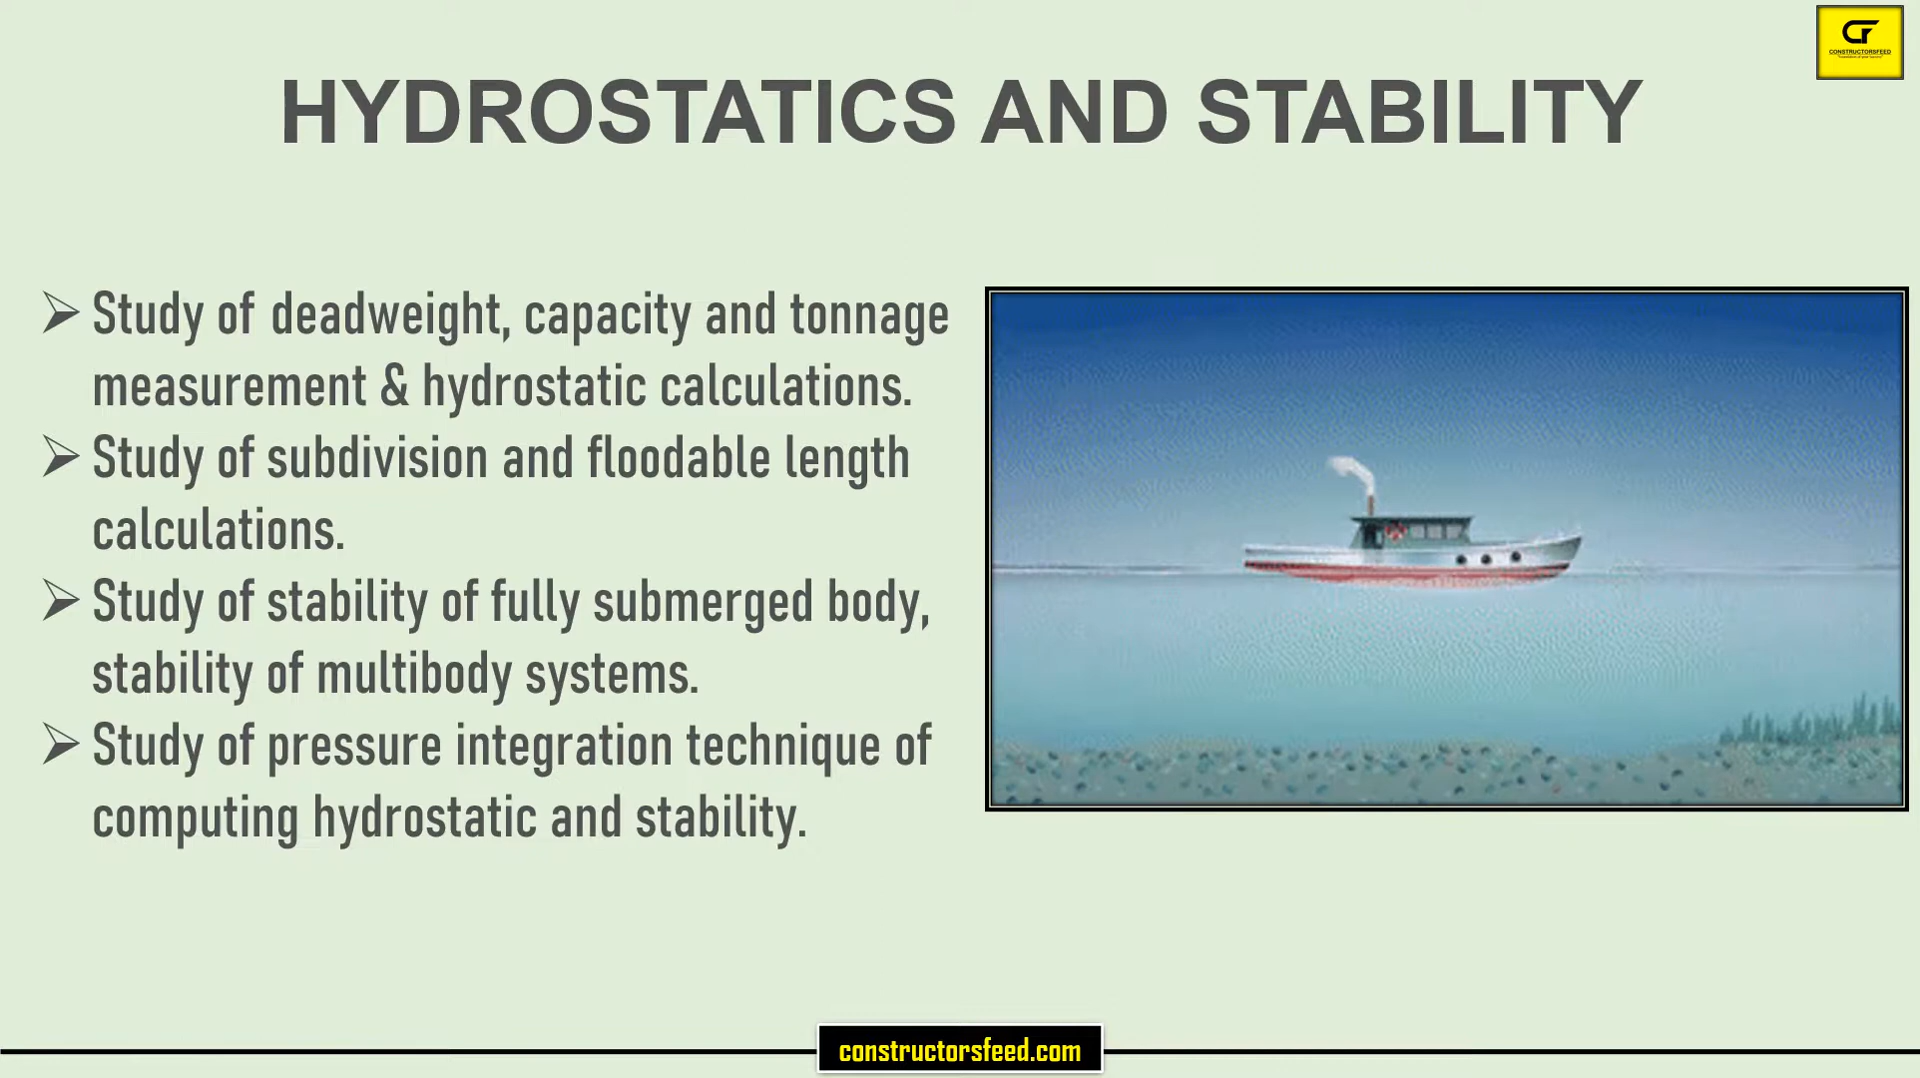 CONSTRUCTORSFEED
HYDROSTATICS AND STABILITY
Study of deadweight, capacity and tonnage
measurement & hydrostatic calculations.
Study of subdivision and floodable length
calculations.
Study of stability of fully submerged body,
stability of multibody systems.
Study of pressure integration technique of
computing hydrostatic and stability.
constructorsfeed.com